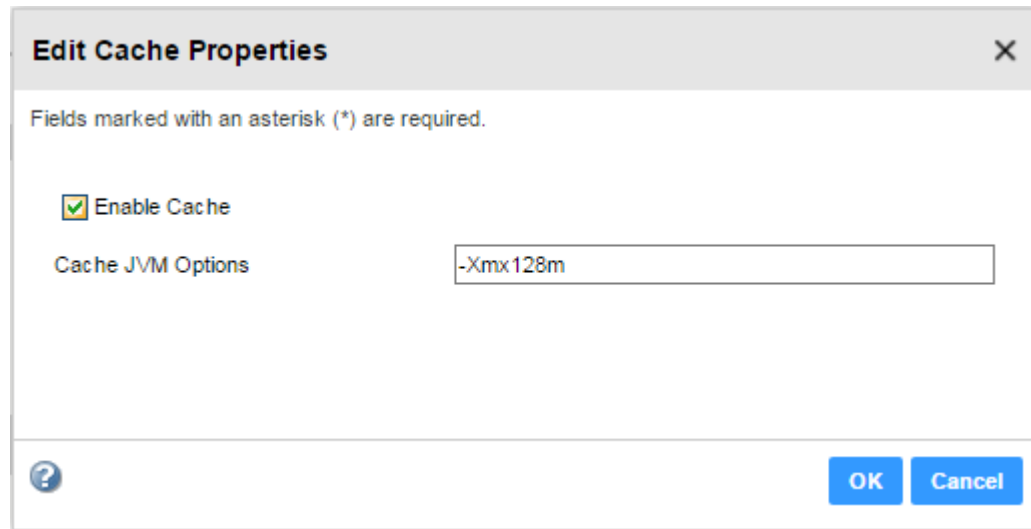 Edit Cache Properties
Fields marked with an asterisk (*) are required.
Enable Cache
Cache JVM Options -Xmx128m
? OK Cancel